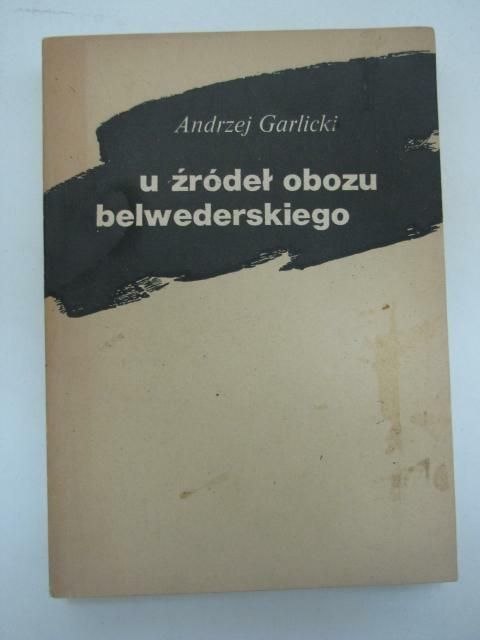 Andrzej Garlicki
u źródeł obozu
belwederskiego